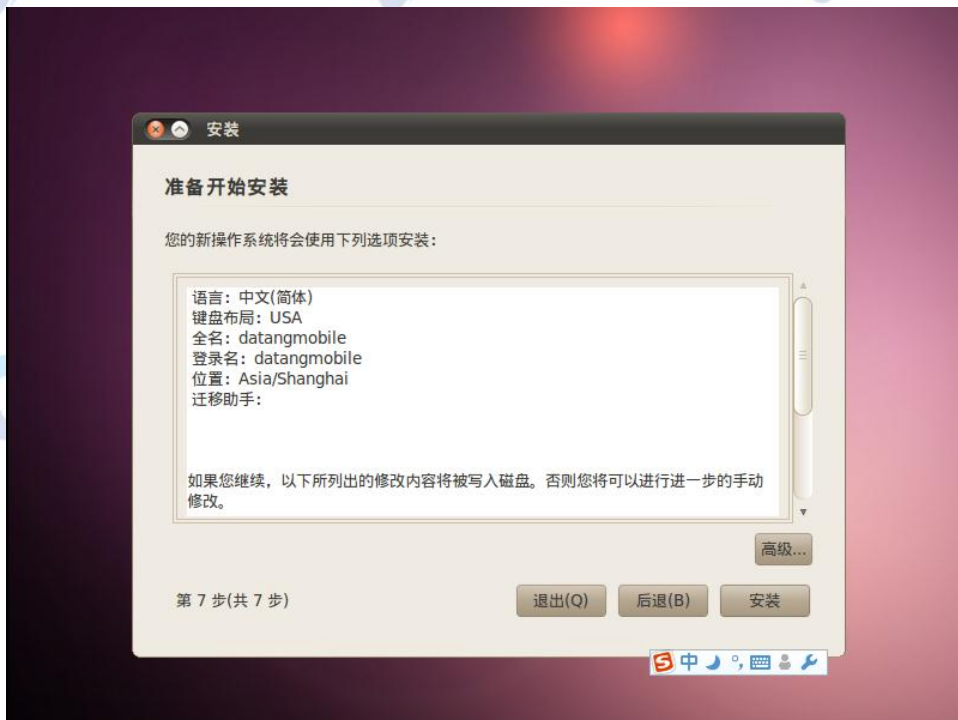 安装
准备开始安装
您的新操作系统将会使用下列选项安装：
语言：中文(简体)
键盘布局：USA
全名：datangmobile
登录名：datangmobile
位置：Asia/Shanghai
迁移助手：
如果您继续，以下所列出的修改内容将被写入磁盘。否则您将可以进行进一步的手动
修改。
高级...
第 7 步(共 7 步)
退出(Q)
后退(B)
安装
中